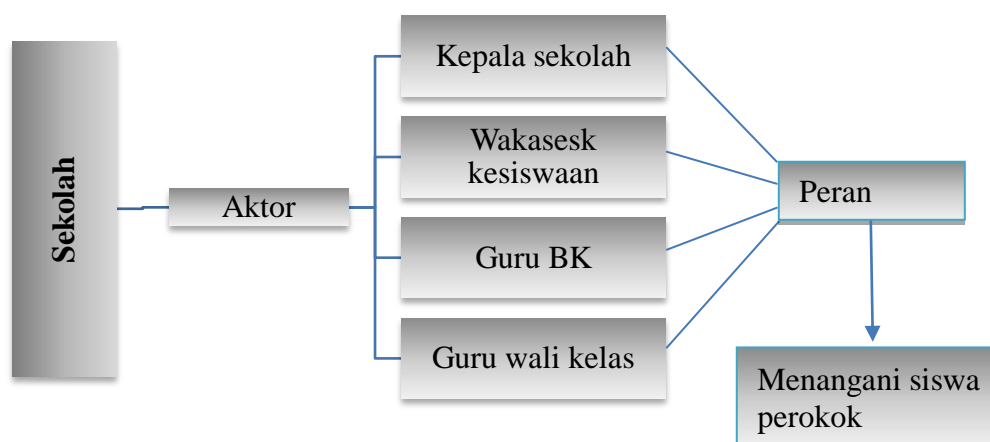 Sekolah
Aktor
Kepala sekolah
Wakasesk
kesiswaan
Guru BK
Guru wali kelas
Peran
Menangani siswa
perokok